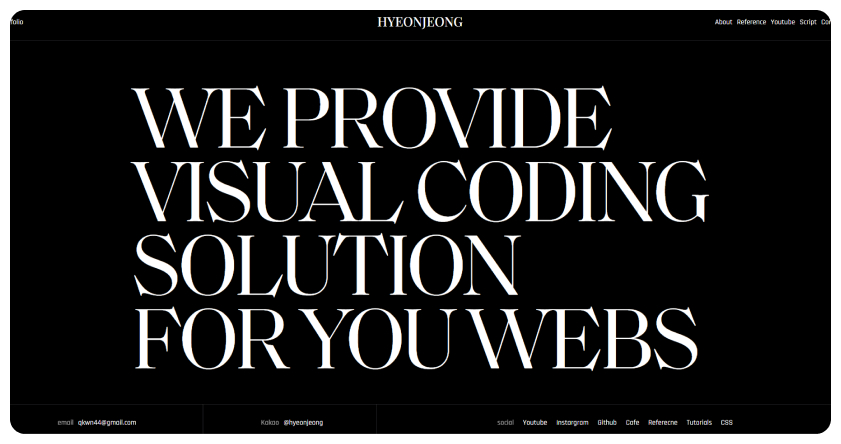 folio
HYEONJEONG
About Reference Youtube Script
WE PROVIDE
VISUAL CODING
SOLUTION
FOR YOU WEBS
email qkwn44@gmail.com
Kakao @hyeonjeong
social Youtube Instargram Github Cafe Referecne Tutorials CSS